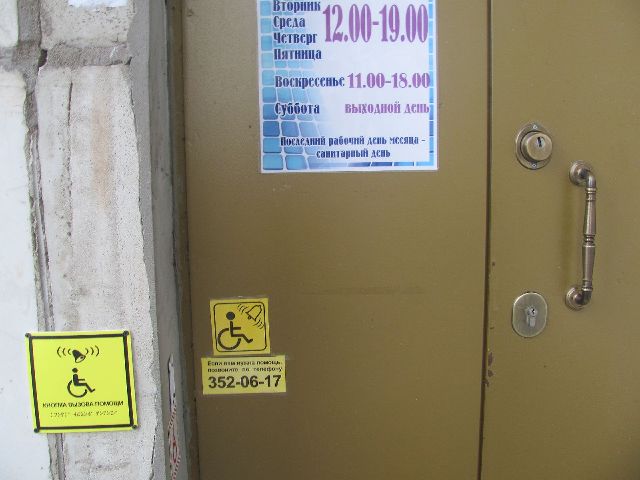 Вторник
Среда
Четверг
Пятница
12.00-19.00
Воскресенье 11.00-18.00
Суббота ВЫХОДНОЙ ДЕНЬ
Последний рабочий день месяца -
санитарный день
Если вам нужна помощь,
позвоните по телефону
352-06-17
КНОПКА ВЫЗОВА ПОМОЩИ